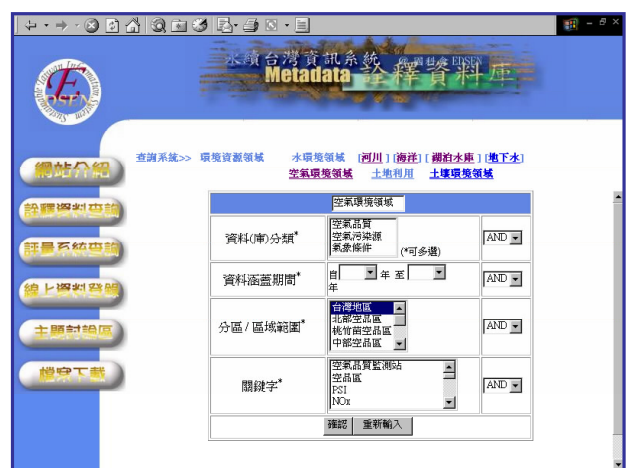 永續台灣資訊系統
Metadata 詮釋資料庫
查詢系統>> 環境資源領域 水環境領域 [河川] [海洋] [湖泊水庫] [地下水]
空氣環境領域 土地利用 土壤環境領域
網站介紹
詮釋資料查詢
評量系統查詢
線上資料登錄
主題討論區
檔案下載
空氣環境領域
資料(庫)分類*
空氣品質
空氣污染源
氣象條件
(*可多選)
AND
資料涵蓋期間*
自 年 至
年
AND
分區/區域範圍*
台灣地區
北部空品區
桃竹苗空品區
中部空品區
AND
關鍵字*
空氣品質監測站
空品區
PSI
NOx
AND
確認 重新輸入